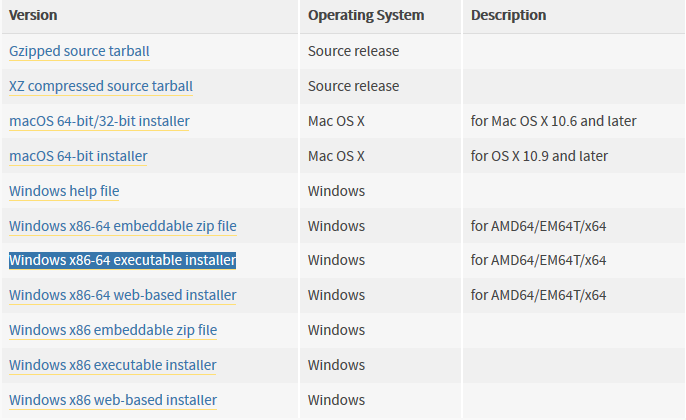 Version Operating System Description
Gzipped source tarball Source release
XZ compressed source tarball Source release
macOS 64-bit/32-bit installer Mac OS X for Mac OS X 10.6 and later
macOS 64-bit installer Mac OS X for OS X 10.9 and later
Windows help file Windows
Windows x86-64 embeddable zip file Windows for AMD64/EM64T/x64
Windows x86-64 executable installer Windows for AMD64/EM64T/x64
Windows x86-64 web-based installer Windows for AMD64/EM64T/x64
Windows x86 embeddable zip file Windows
Windows x86 executable installer Windows
Windows x86 web-based installer Windows